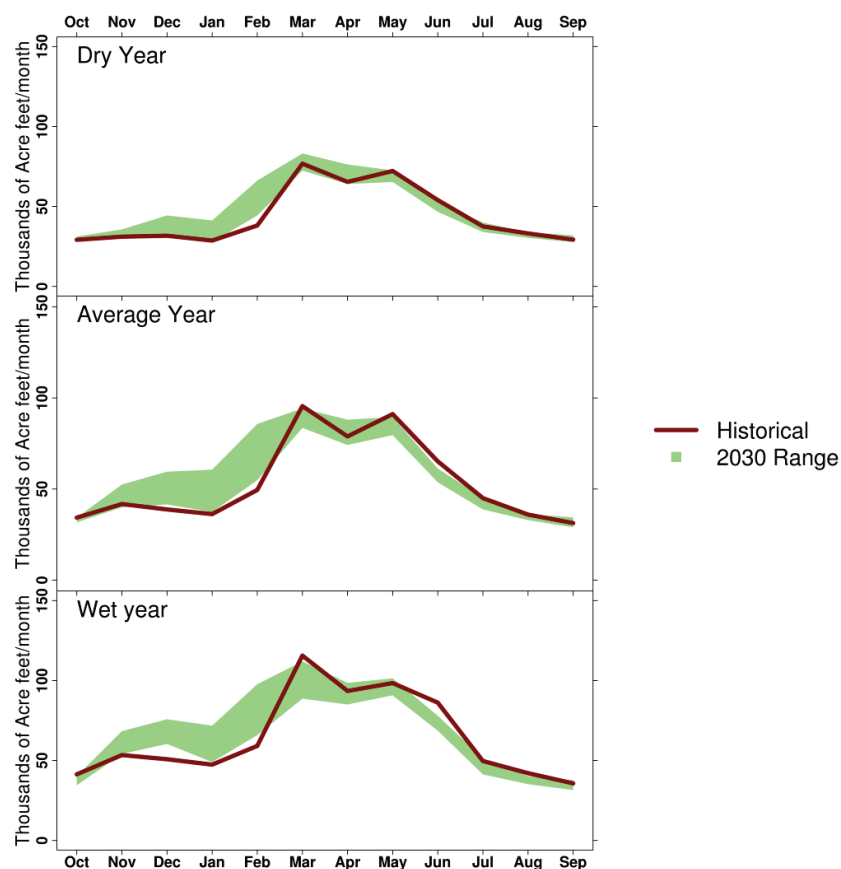 Oct Nov Dec Jan Feb Mar Apr May Jun Jul Aug Sep
Dry Year
Thousands of Acre feet/month
150
100
50
0
Average Year
Thousands of Acre feet/month
150
100
50
0
Historical
2030 Range
Wet year
Thousands of Acre feet/month
150
100
50
0
Oct Nov Dec Jan Feb Mar Apr May Jun Jul Aug Sep